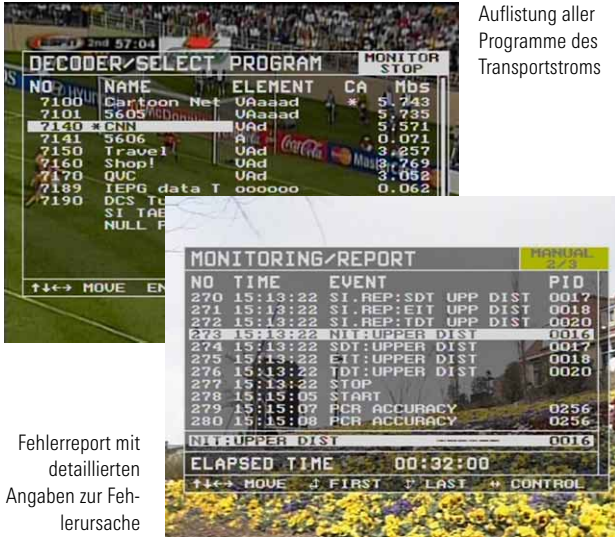 Auflistung aller
Programme des
Transportstroms
2nd 57:04
DECODER/SELECT PROGRAM MONITOR STOP
NO NAME ELEMENT CA Mbs
7100 Cartoon Net VAaaad * 5.743
7101 5605 VAaaad 5.735
7140 *CNN VAd 5.571
7141 5606 A 0.071
7150 Travel VAd 3.257
7160 Shop! VAd 3.769
7170 QVC VAd 3.052
7189 IEPG data T oooooo 0.062
7190 DCS
SI
NULL
↑↓←→ MOVE
Coca-Cola
MONITORING/REPORT MANUAL 2/3
NO TIME EVENT PID
270 15:13:22 SI.REP:SDT UPP DIST 0017
271 15:13:22 SI.REP:EIT UPP DIST 0018
272 15:13:22 SI.REP:TDT UPP DIST 0020
273 15:13:22 NIT:UPPER DIST 0016
274 15:13:22 SDT:UPPER DIST 0017
275 15:13:22 EIT:UPPER DIST 0018
276 15:13:22 TDT:UPPER DIST 0020
277 15:13:22 STOP
278 15:15:05 START
279 15:15:07 PCR ACCURACY 0256
280 15:15:08 PCR ACCURACY 0256
NIT:UPPER DIST ------ 0016
ELAPSED TIME 00:32:00
↑↓←→ MOVE FIRST LAST CONTROL
Fehlerreport mit
detaillierten
Angaben zur Feh-
lerursache